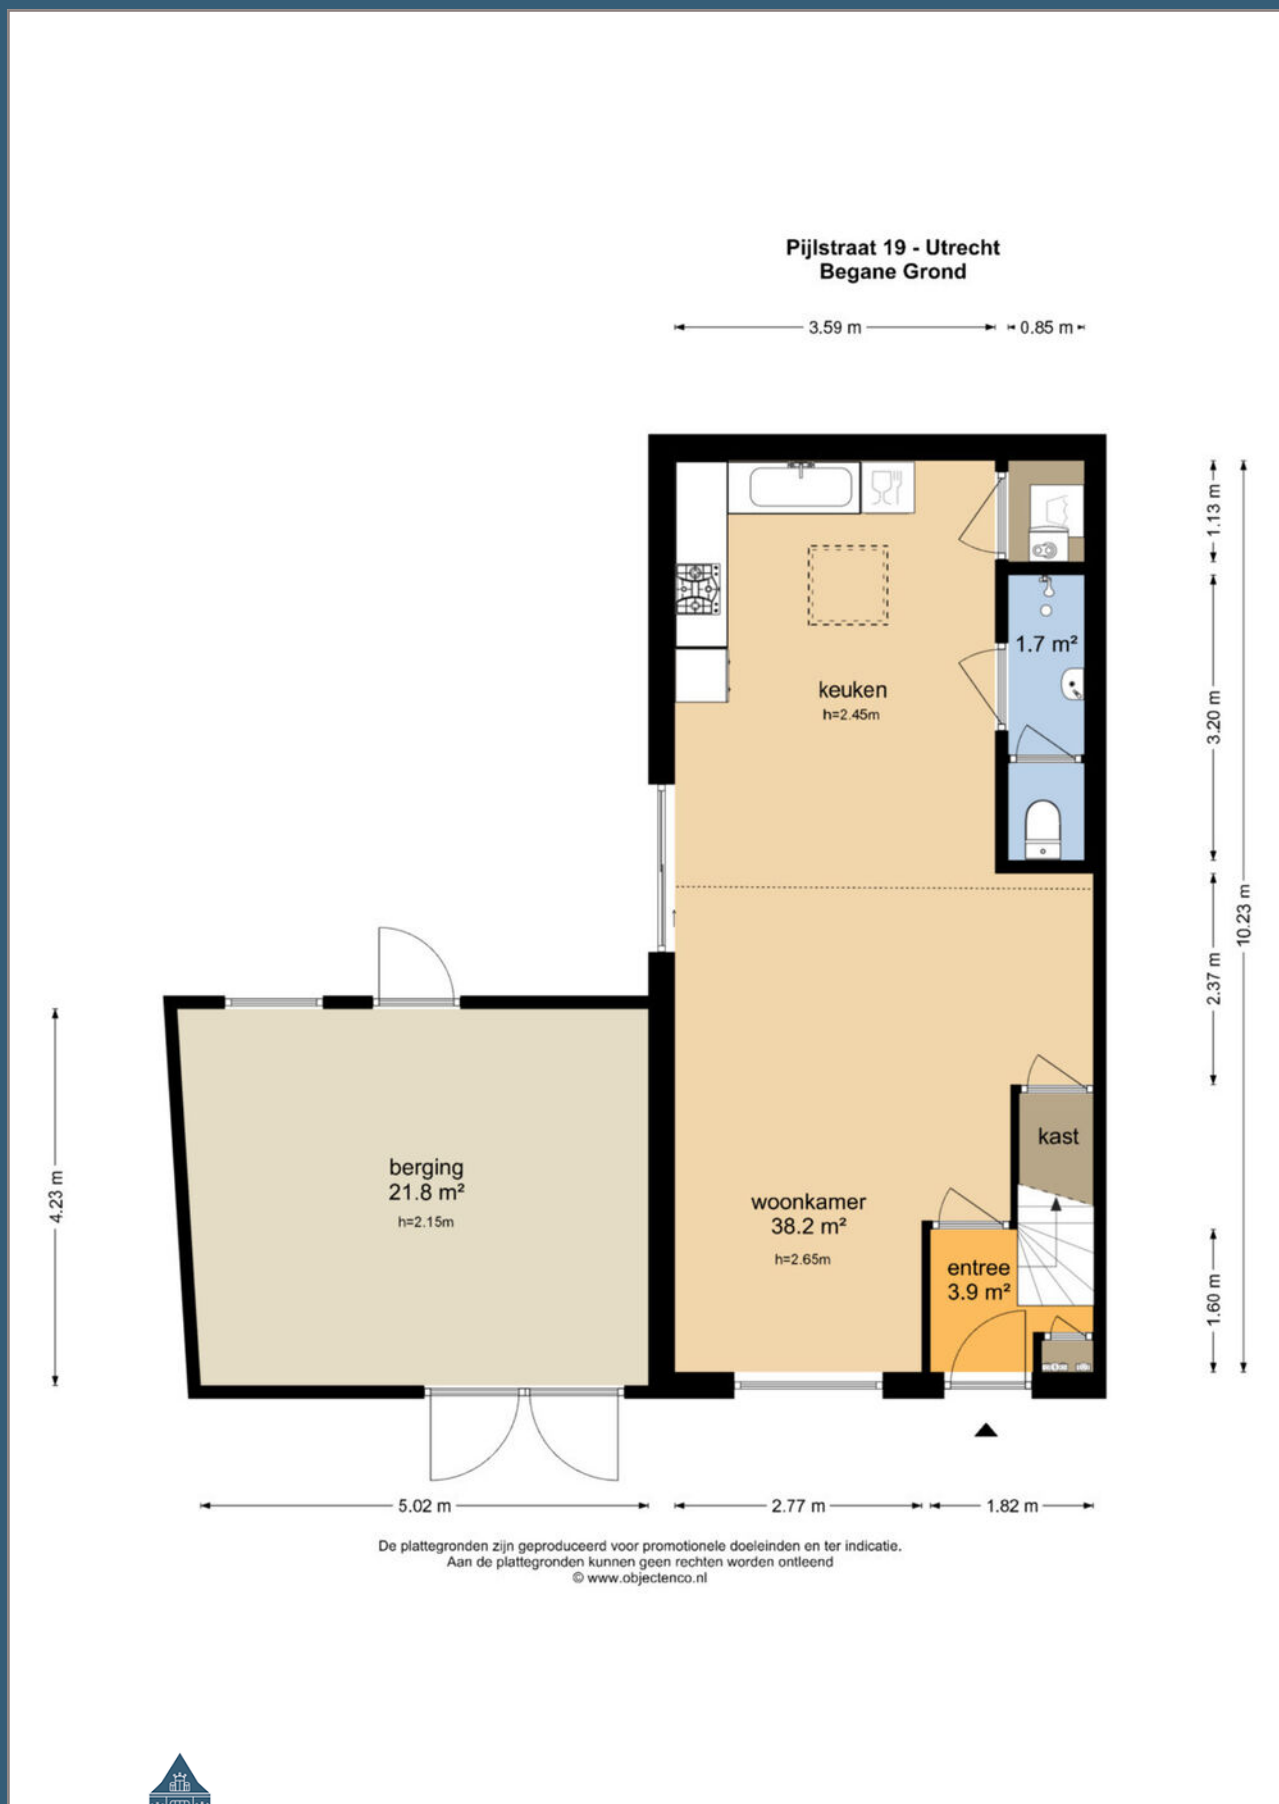 Pijlstraat 19 - Utrecht
Begane Grond
3.59 m
0.85 m
1.13 m
1.7 m²
keuken
h=2.45m
3.20 m
10.23 m
2.37 m
kast
berging
21.8 m²
h=2.15m
4.23 m
woonkamer
38.2 m²
h=2.65m
entree
3.9 m²
1.60 m
5.02 m
2.77 m
1.82 m
De plattegronden zijn geproduceerd voor promotionele doeleinden en ter indicatie.
Aan de plattegronden kunnen geen rechten worden ontleend
© www.objectenco.nl